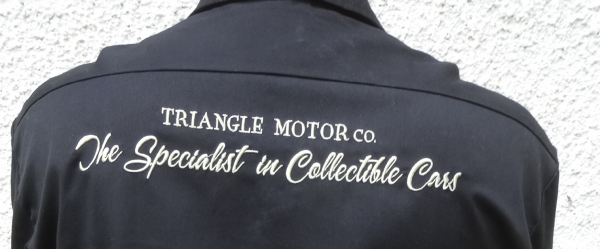 TRIANGLE MOTOR CO.
The Specialist in Collectible Cars